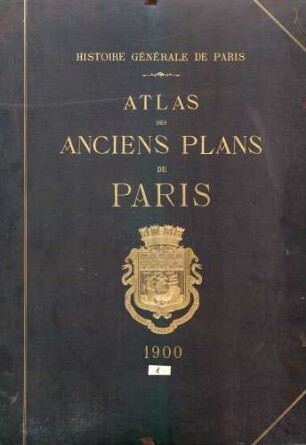 HISTOIRE GÉNÉRALE DE PARIS
ATLAS
DES
ANCIENS PLANS
DE
PARIS
1900